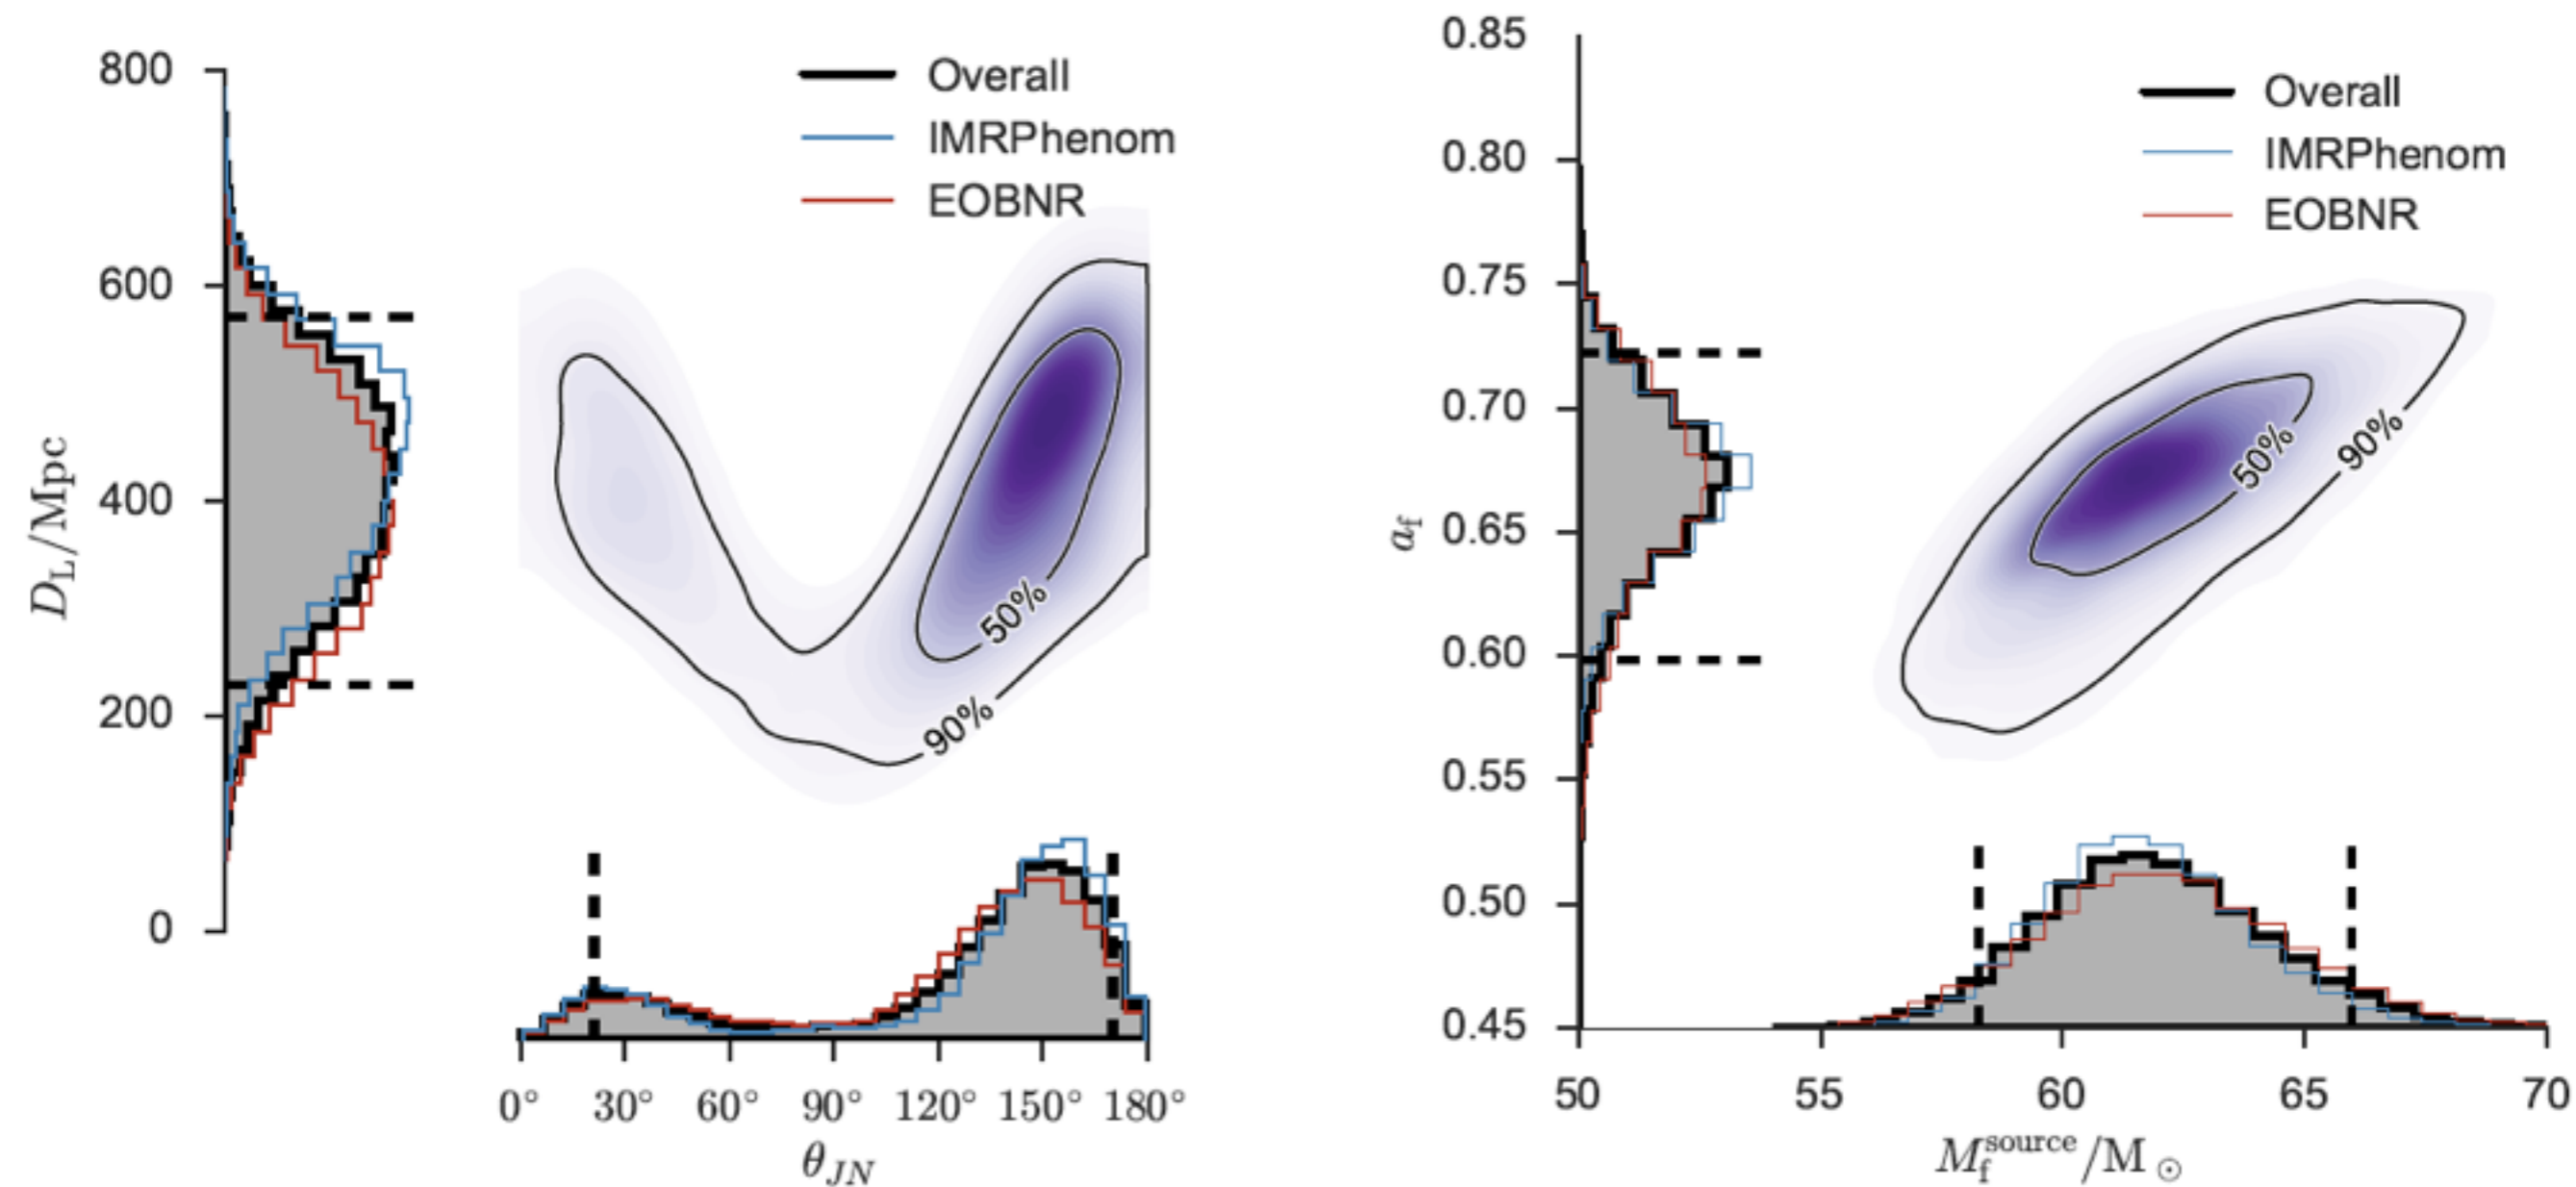 Overall
IMRPhenom
EOBNR
800
600
400
200
0
D_L/Mpc
50%
90%
0° 30° 60° 90° 120° 150° 180°
θ_JN
Overall
IMRPhenom
EOBNR
0.85
0.80
0.75
0.70
0.65
0.60
0.55
0.50
0.45
a_f
50%
90%
50 55 60 65 70
M_f^source/M_⊙